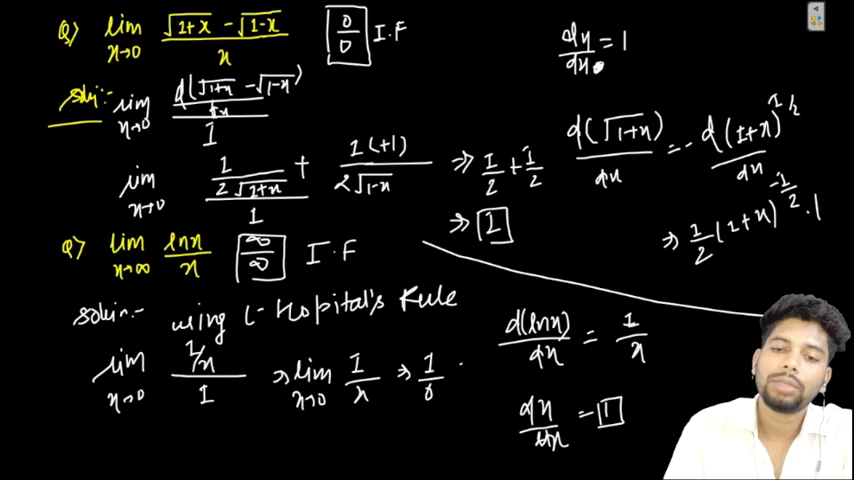 Q> lim x→0 (√1+x − √1-x)/x [0/0] I.F
dx/dx = 1
Soln:- lim x→0 (d(√1+x − √1-x)/dx)/1
lim x→0 (1/(2√1+x) + 1(+1)/(2√1-x))/1 ⇒ 1/2 + 1/2
⇒ [1]
d(√1+x)/dx = d(1+x)^1/2/dx
⇒ 1/2 (1+x)^-1/2 · 1
Q> lim x→∞ lnx/x [∞/∞] I.F
Soln:- using L-Hopital's Rule
lim x→0 (1/x)/1 ⇒ lim x→0 1/x ⇒ 1/0
d(lnx)/dx = 1/x
dx/dx = [1]